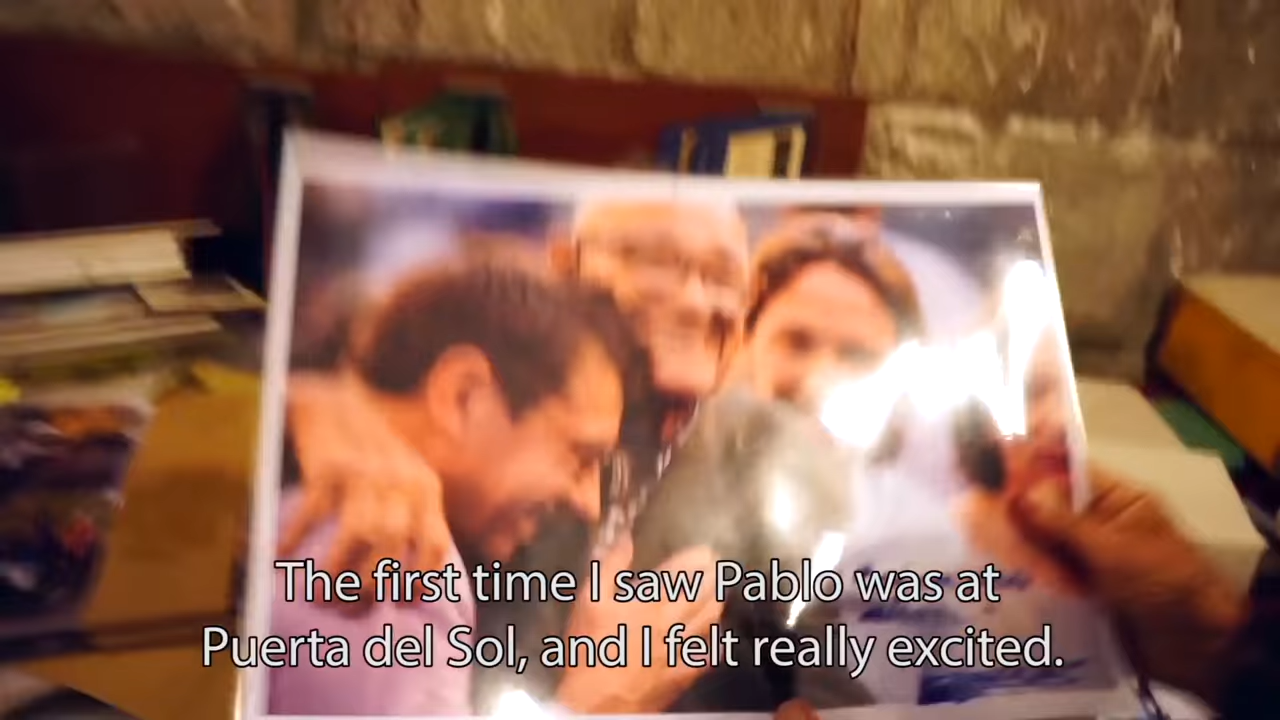 The first time I saw Pablo was at
Puerta del Sol, and I felt really excited.